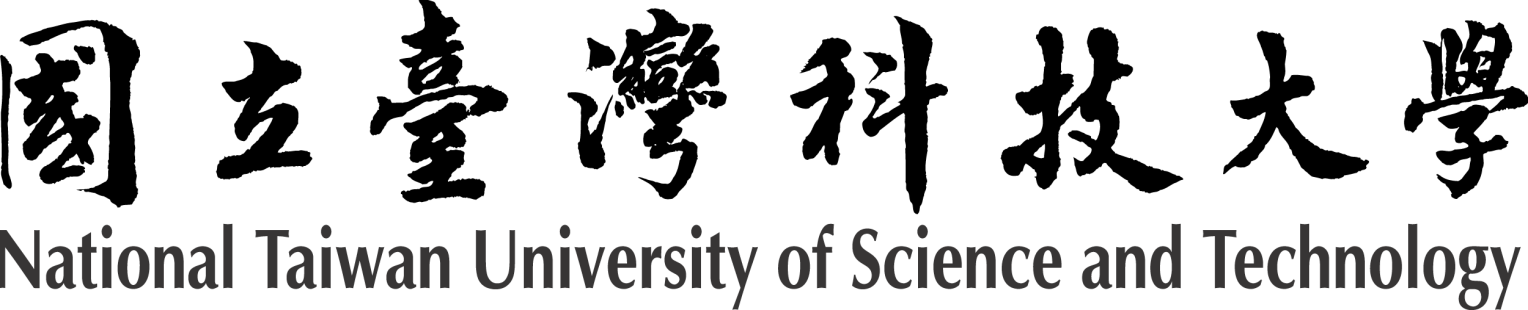 國立臺灣科技大學
National Taiwan University of Science and Technology